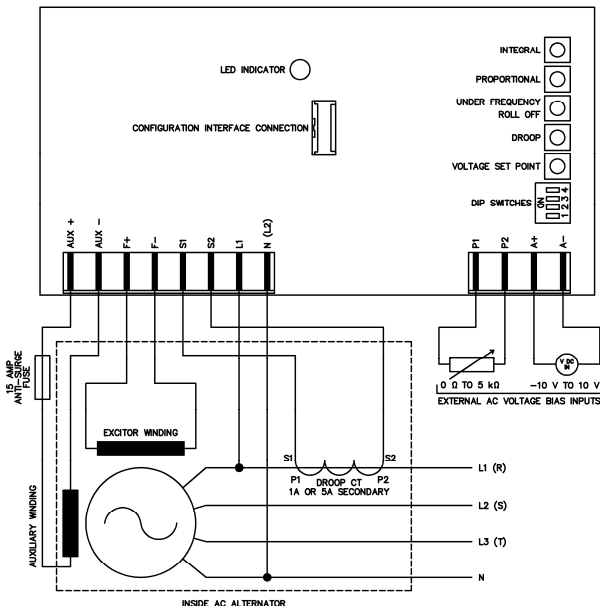 INTEGRAL
LED INDICATOR
PROPORTIONAL
UNDER FREQUENCY
ROLL OFF
CONFIGURATION INTERFACE CONNECTION
DROOP
VOLTAGE SET POINT
DIP SWITCHES
ON
1 2 3 4
AUX +
AUX -
F+
F-
S1
S2
L1
N (L2)
P1
P2
A+
A-
15 AMP
ANTI-SURGE
FUSE
V DC
IN
0 Ω TO 5 kΩ
-10 V TO 10 V
EXTERNAL AC VOLTAGE BIAS INPUTS
EXCITOR WINDING
S1
S2
P1
P2
DROOP CT
1A OR 5A SECONDARY
L1 (R)
L2 (S)
L3 (T)
N
AUXILIARY WINDING
INSIDE AC ALTERNATOR